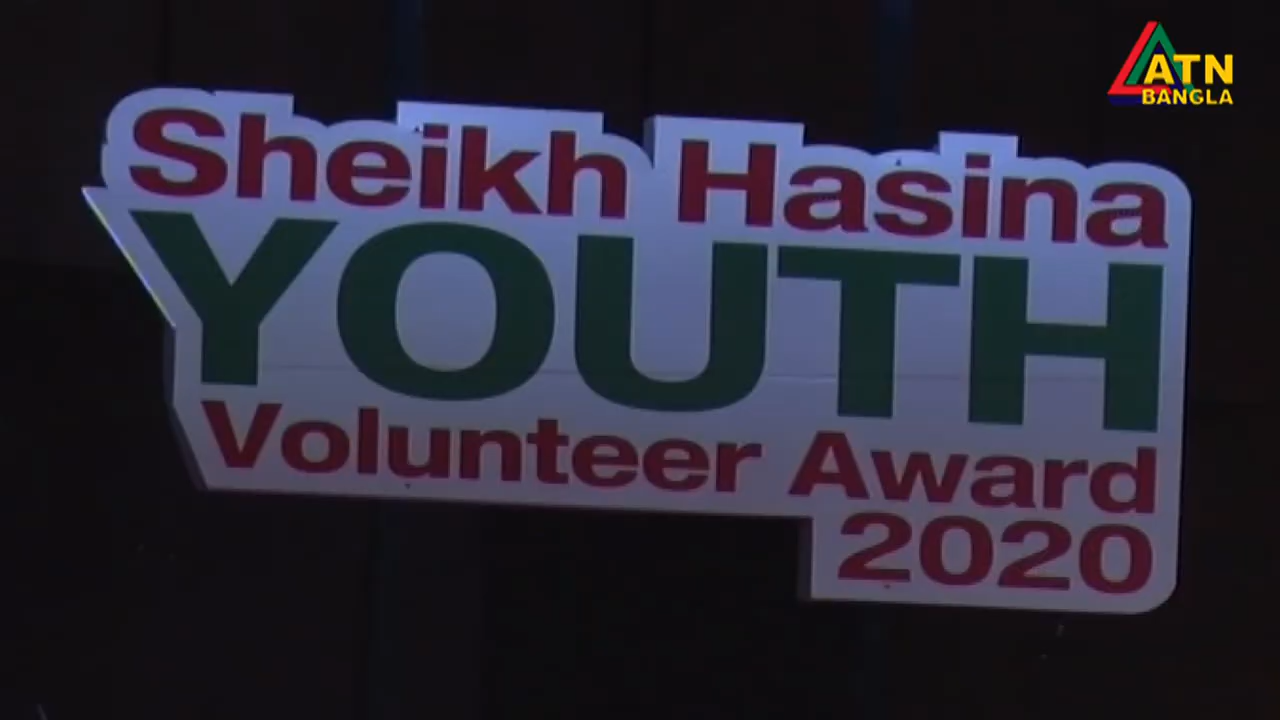 ATN
BANGLA
Sheikh Hasina
YOUTH
Volunteer Award
2020